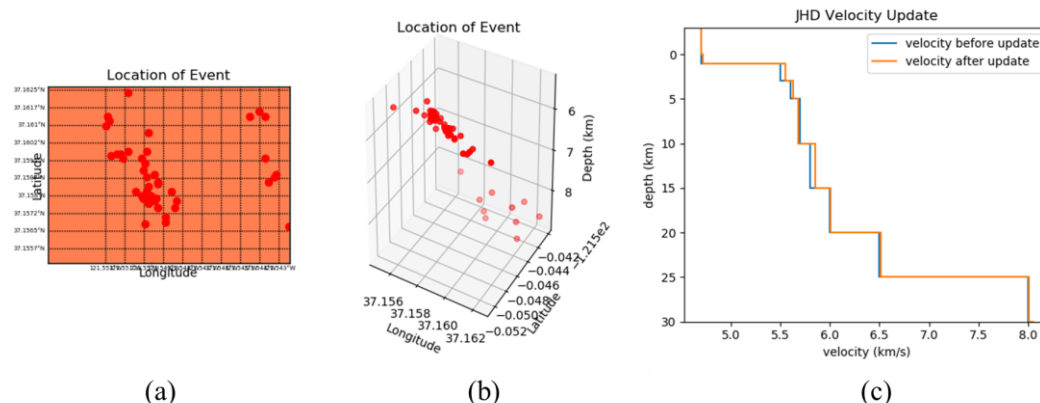 Location of Event
37.1625°N
37.1617°N
37.161°N
37.1602°N
37.1572°N
37.1565°N
37.1557°N
Latitude
Longitude
(a)
Location of Event
6
7
8
Depth (km)
37.156
37.158
37.160
37.162
Longitude
−0.052
−0.050
−0.048
−0.046
−0.044
−0.042
−1.215e2
Latitude
(b)
JHD Velocity Update
velocity before update
velocity after update
0
5
10
15
20
25
30
depth (km)
5.0
5.5
6.0
6.5
7.0
7.5
8.0
velocity (km/s)
(c)